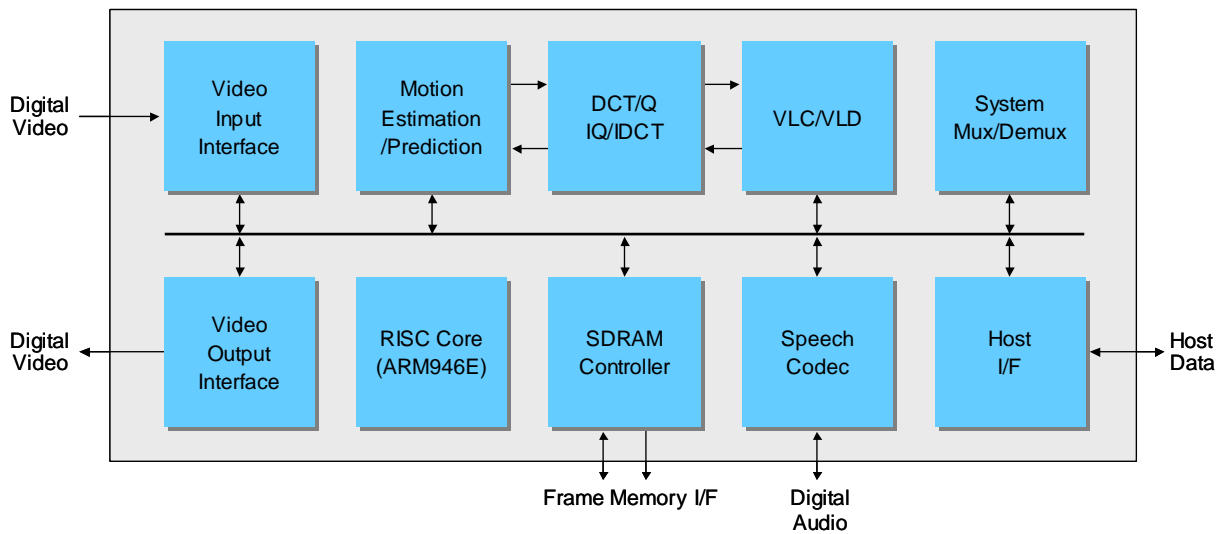 Digital
Video
Video
Input
Interface
Motion
Estimation
/Prediction
DCT/Q
IQ/IDCT
VLC/VLD
System
Mux/Demux
Digital
Video
Video
Output
Interface
RISC Core
(ARM946E)
SDRAM
Controller
Speech
Codec
Host
I/F
Host
Data
Frame Memory I/F
Digital
Audio